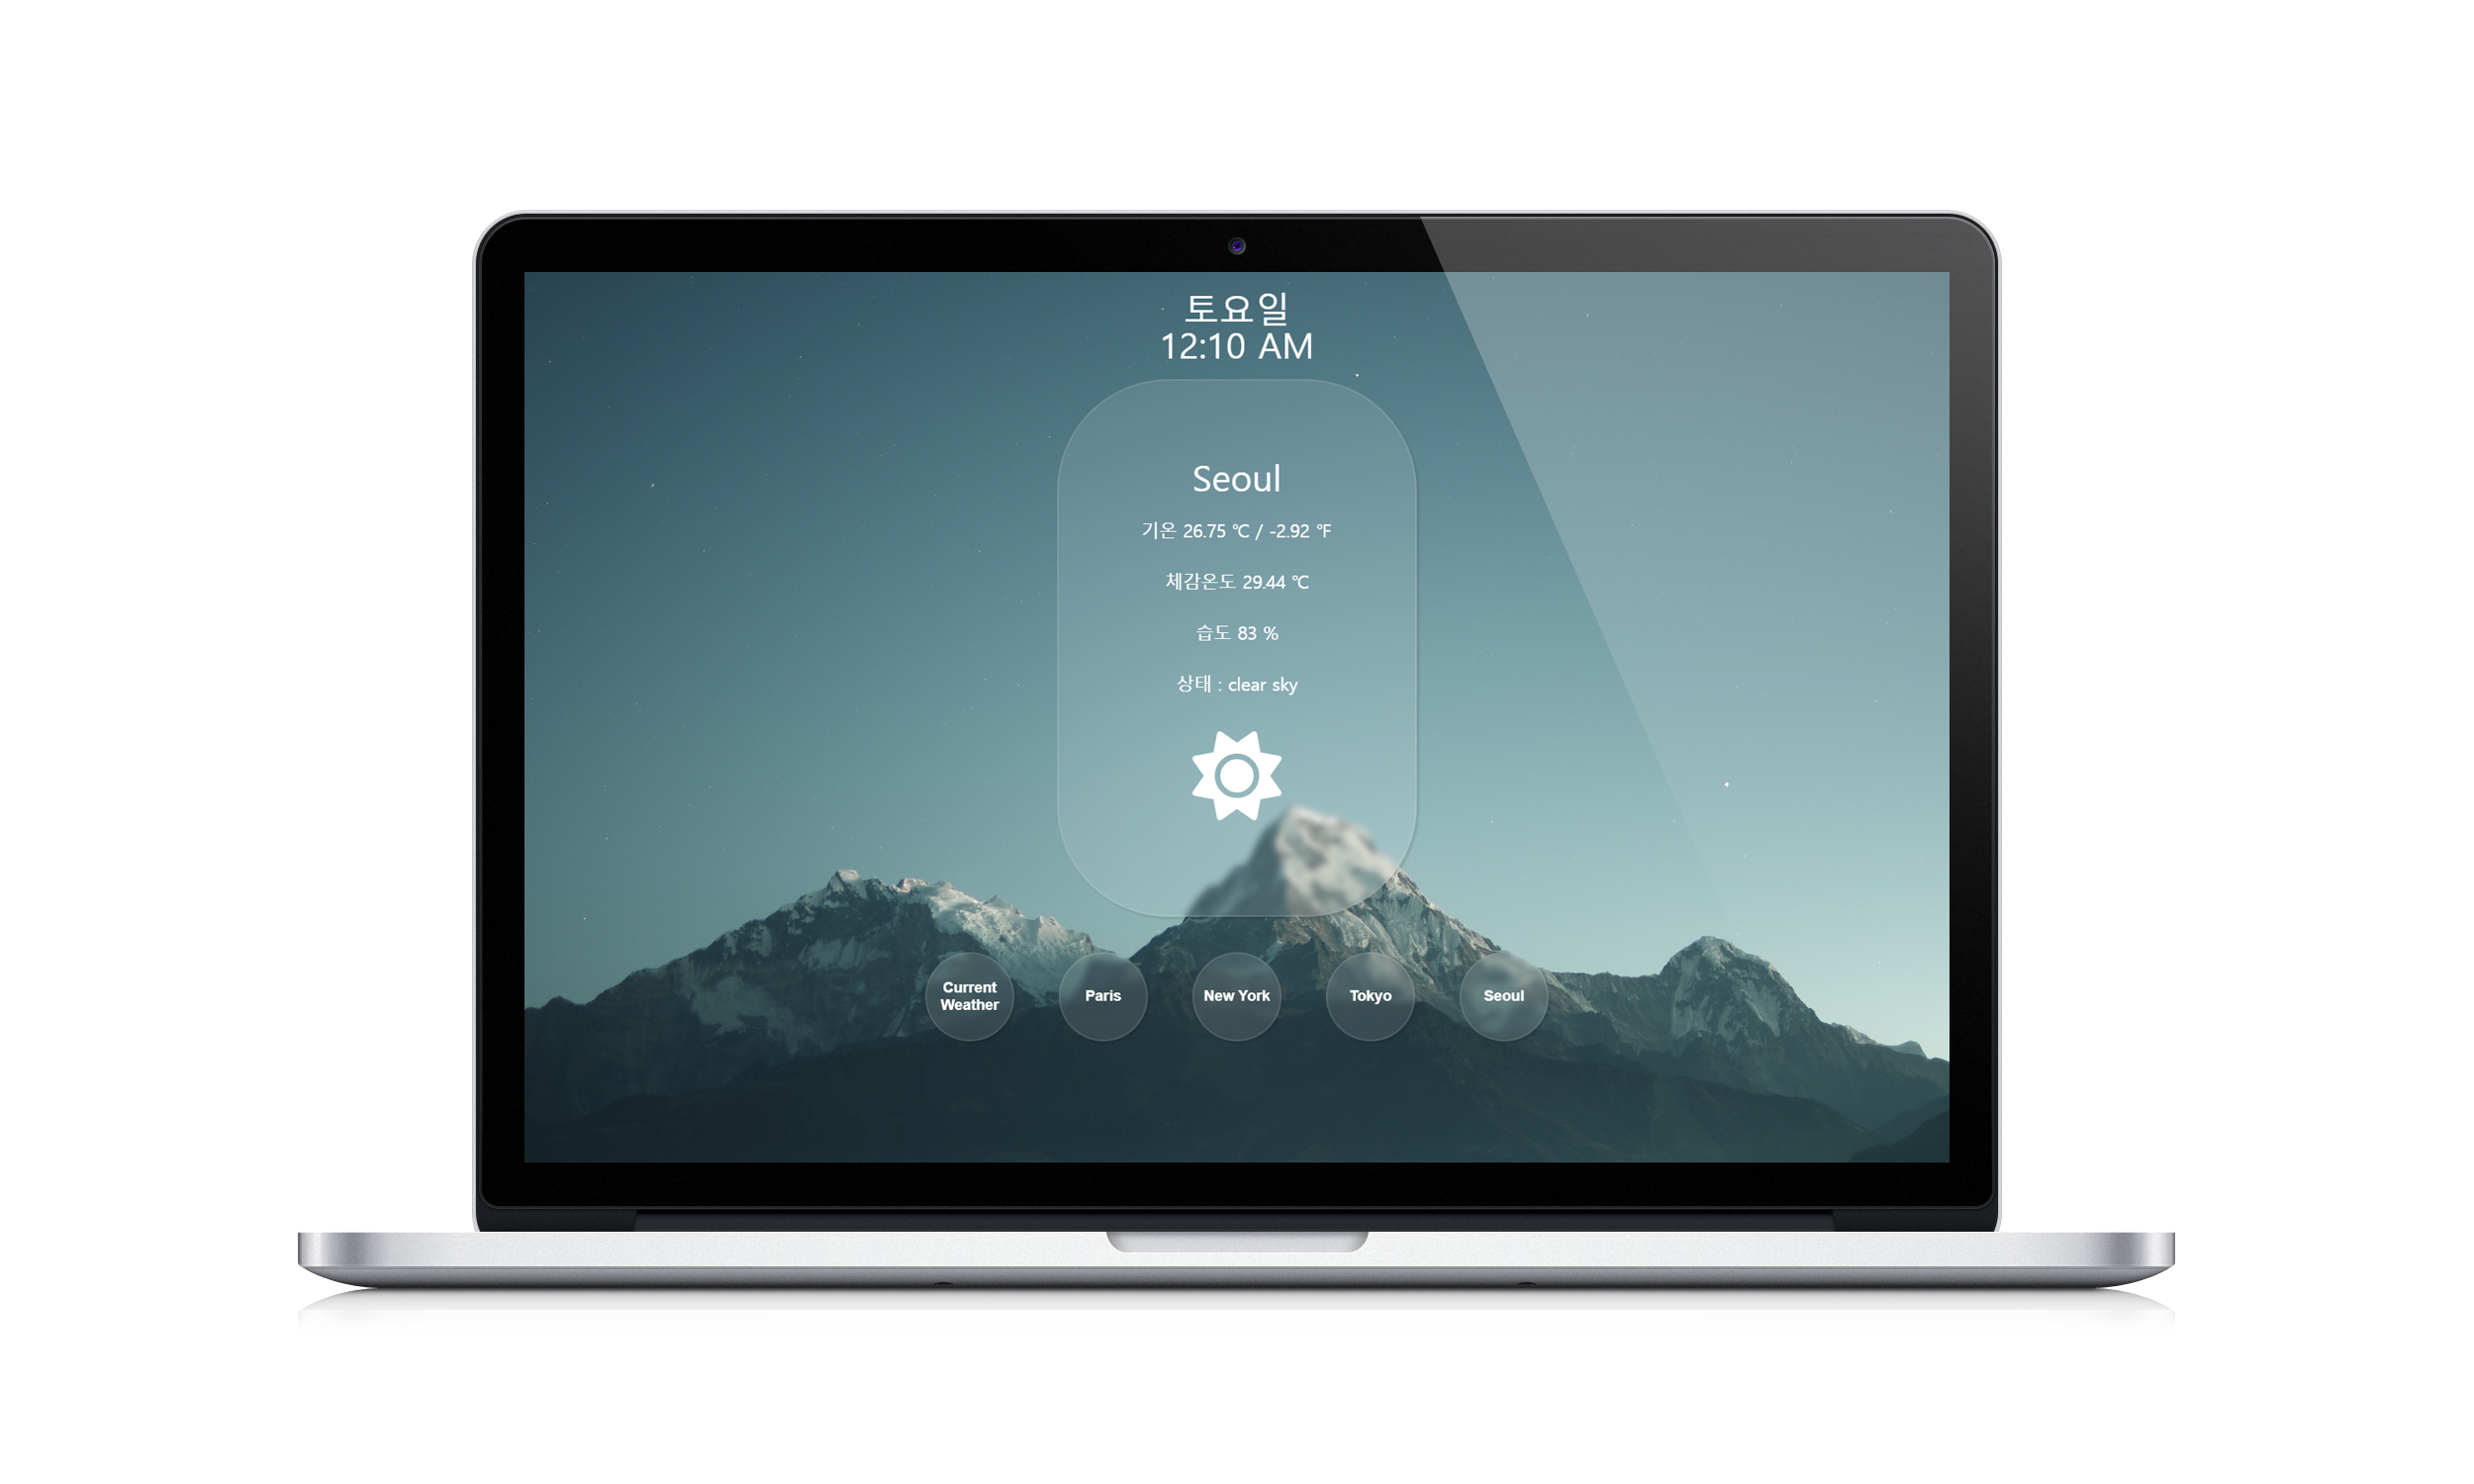 토요일
12:10 AM
Seoul
기온 26.75 ℃ / -2.92 ℉
체감온도 29.44 ℃
습도 83 %
상태 : clear sky
Current
Weather
Paris
New York
Tokyo
Seoul